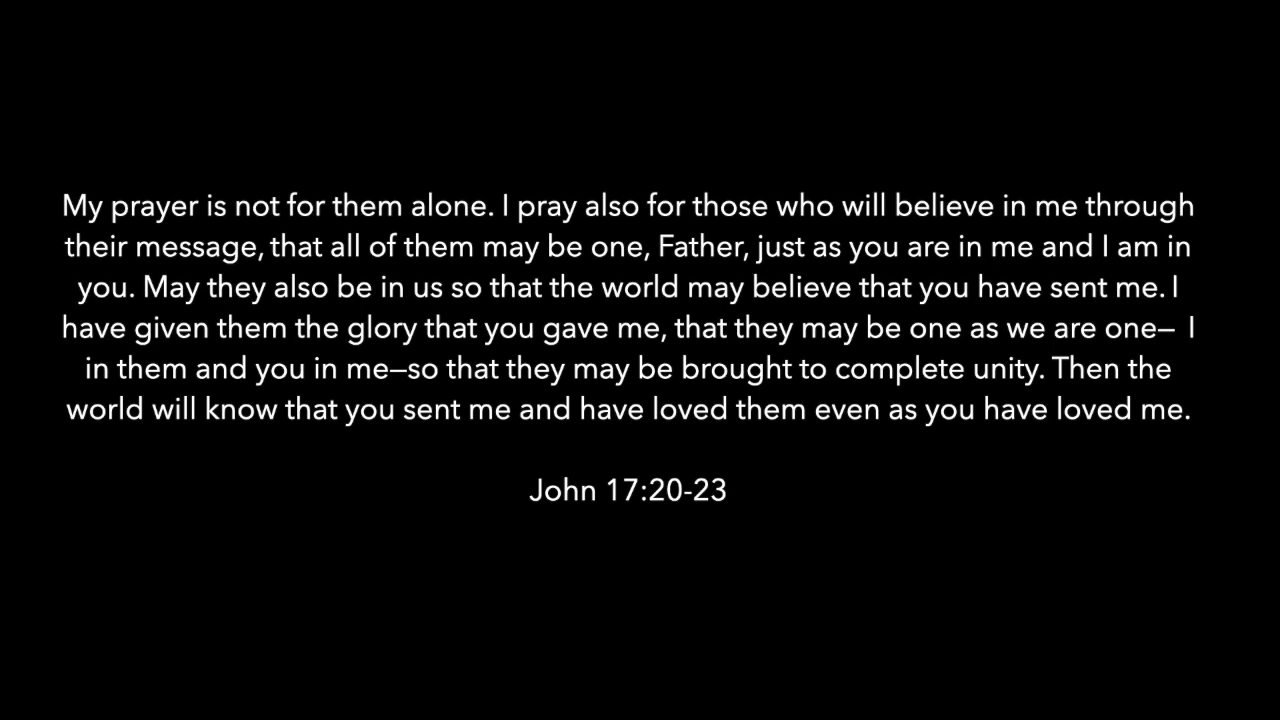 My prayer is not for them alone. I pray also for those who will believe in me through
their message, that all of them may be one, Father, just as you are in me and I am in
you. May they also be in us so that the world may believe that you have sent me. I
have given them the glory that you gave me, that they may be one as we are one– I
in them and you in me–so that they may be brought to complete unity. Then the
world will know that you sent me and have loved them even as you have loved me.
John 17:20-23